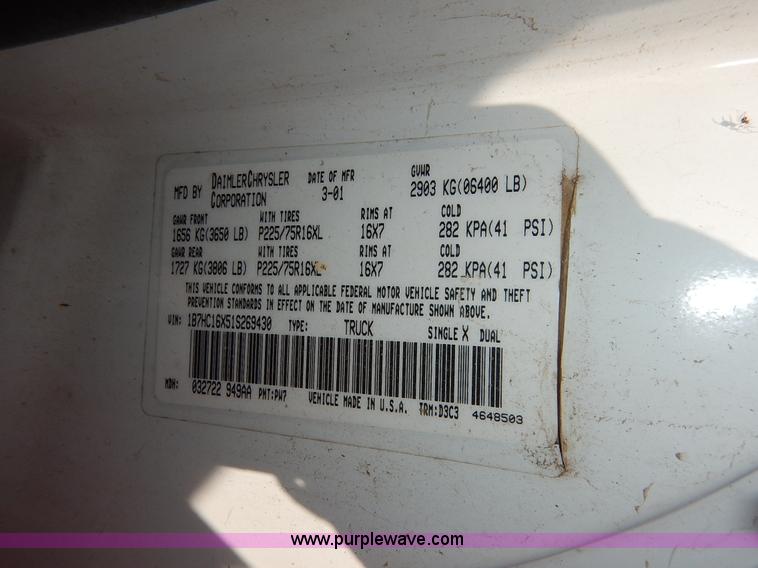 MFD BY DAIMLERCHRYSLER CORPORATION DATE OF MFR 3-01 GVWR 2903 KG(06400 LB)
GAWR FRONT WITH TIRES RIMS AT COLD
1656 KG(3650 LB) P225/75R16XL 16X7 282 KPA(41 PSI)
GAWR REAR WITH TIRES RIMS AT COLD
1727 KG(3806 LB) P225/75R16XL 16X7 282 KPA(41 PSI)
THIS VEHICLE CONFORMS TO ALL APPLICABLE FEDERAL MOTOR VEHICLE SAFETY AND THEFT
PREVENTION STANDARDS IN EFFECT ON THE DATE OF MANUFACTURE SHOWN ABOVE.
VIN: 1B7HC16X51S269430 TYPE: TRUCK SINGLE X DUAL
MDH: 032722 949AA PNT:PW7 VEHICLE MADE IN U.S.A. TRM:D3C3 4648503
www.purplewave.com